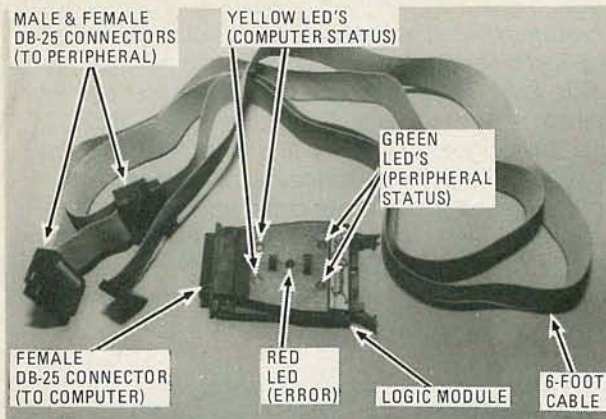 MALE & FEMALE
DB-25 CONNECTORS
(TO PERIPHERAL)
YELLOW LED'S
(COMPUTER STATUS)
GREEN
LED'S
(PERIPHERAL
STATUS)
FEMALE
DB-25 CONNECTOR
(TO COMPUTER)
RED
LED
(ERROR)
LOGIC MODULE
6-FOOT
CABLE